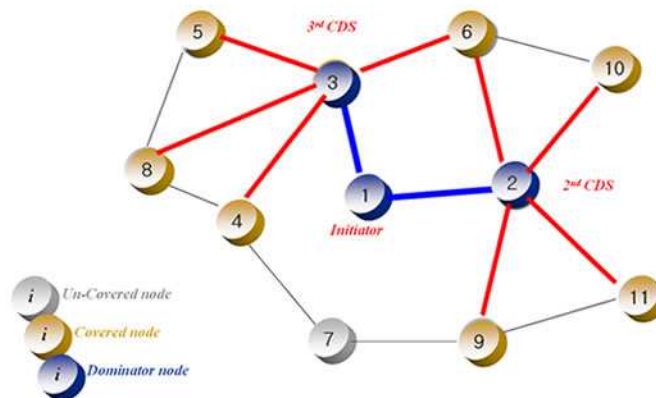 5
3rd CDS
6
10
3
8
1
2
2nd CDS
4
Initiator
11
7
9
i Un-Covered node
i Covered node
i Dominator node